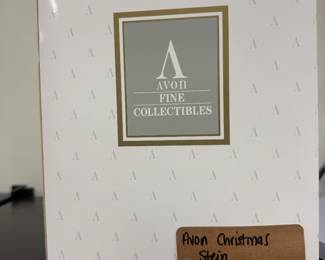 A
AVON
FINE
COLLECTIBLES
Avon Christmas
Stein